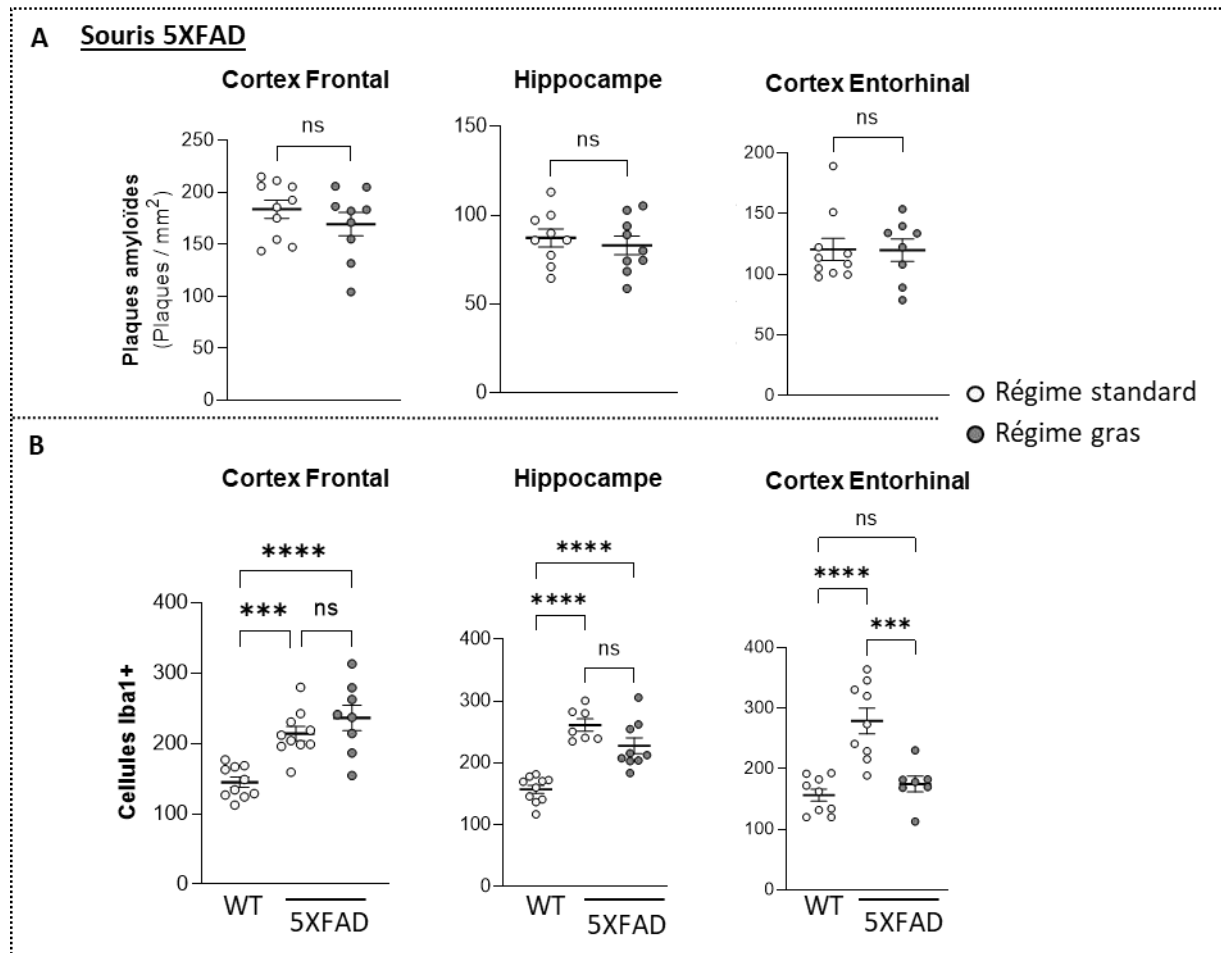 A Souris 5XFAD
Cortex Frontal
Hippocampe
Cortex Entorhinal
Plaques amyloïdes
(Plaques / mm²)
ns
250
200
150
100
50
0
ns
150
100
50
0
ns
200
150
100
50
0
Régime standard
Régime gras
B
Cortex Frontal
Hippocampe
Cortex Entorhinal
Cellules Iba1+
****
*** ns
400
300
200
100
0
WT
5XFAD
****
****
ns
400
300
200
100
0
WT
5XFAD
ns
****
***
400
300
200
100
0
WT
5XFAD